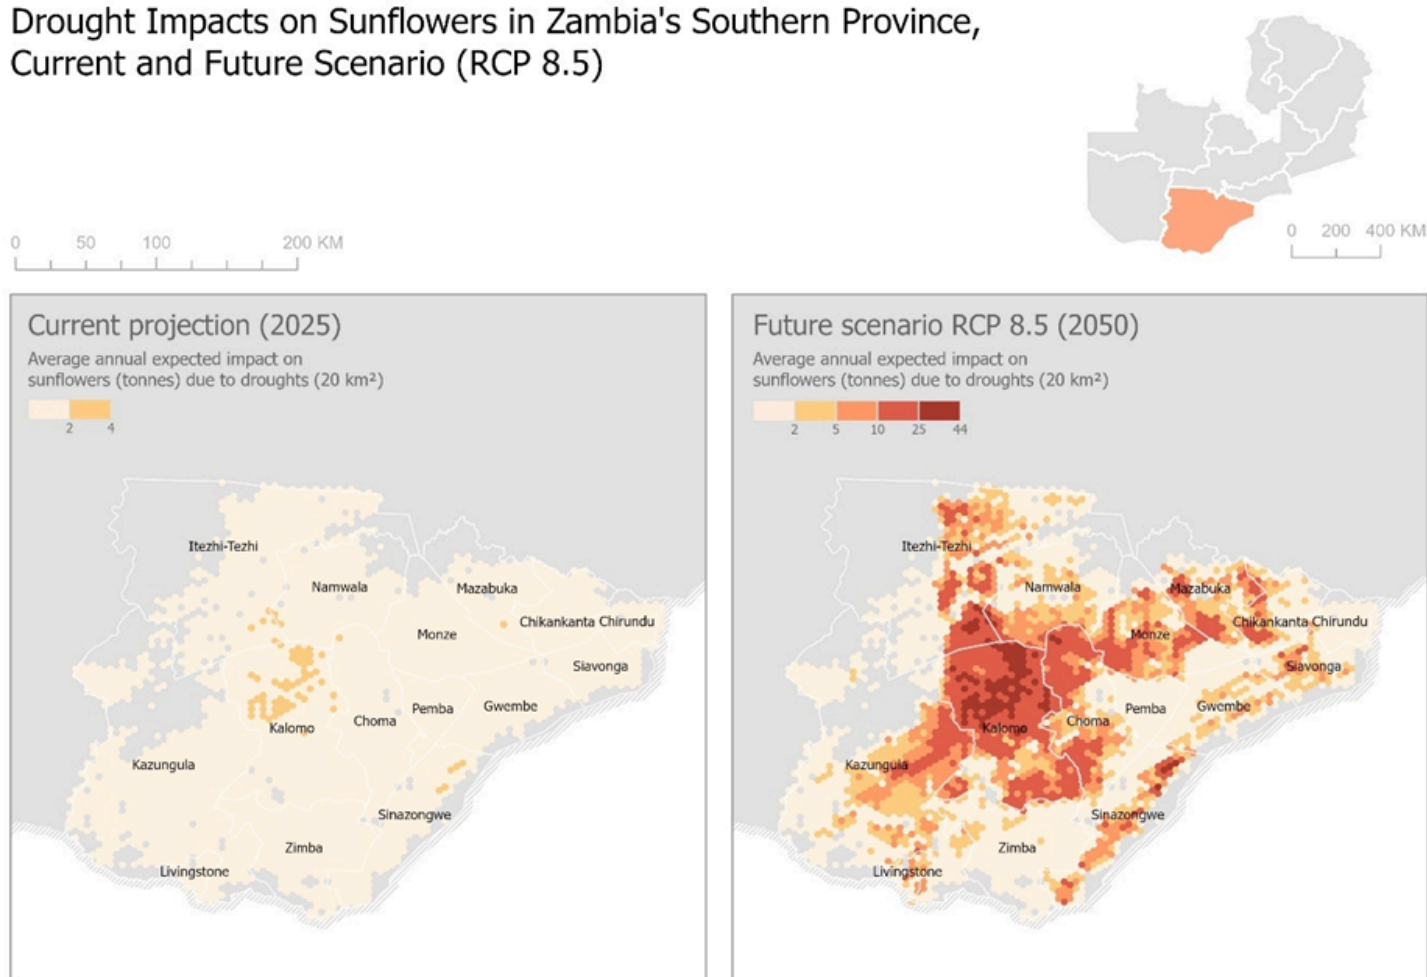 Drought Impacts on Sunflowers in Zambia's Southern Province,
Current and Future Scenario (RCP 8.5)
0 50 100 200 KM
0 200 400 KM
Current projection (2025)
Average annual expected impact on
sunflowers (tonnes) due to droughts (20 km²)
2 4
Itezhi-Tezhi
Namwala
Mazabuka
Chikankanta Chirundu
Monze
Siavonga
Gwembe
Pemba
Choma
Kalomo
Kazungula
Sinazongwe
Zimba
Livingstone
Future scenario RCP 8.5 (2050)
Average annual expected impact on
sunflowers (tonnes) due to droughts (20 km²)
2 5 10 25 44
Itezhi-Tezhi
Namwala
Mazabuka
Chikankanta Chirundu
Monze
Siavonga
Gwembe
Pemba
Choma
Kalomo
Kazungula
Sinazongwe
Zimba
Livingstone